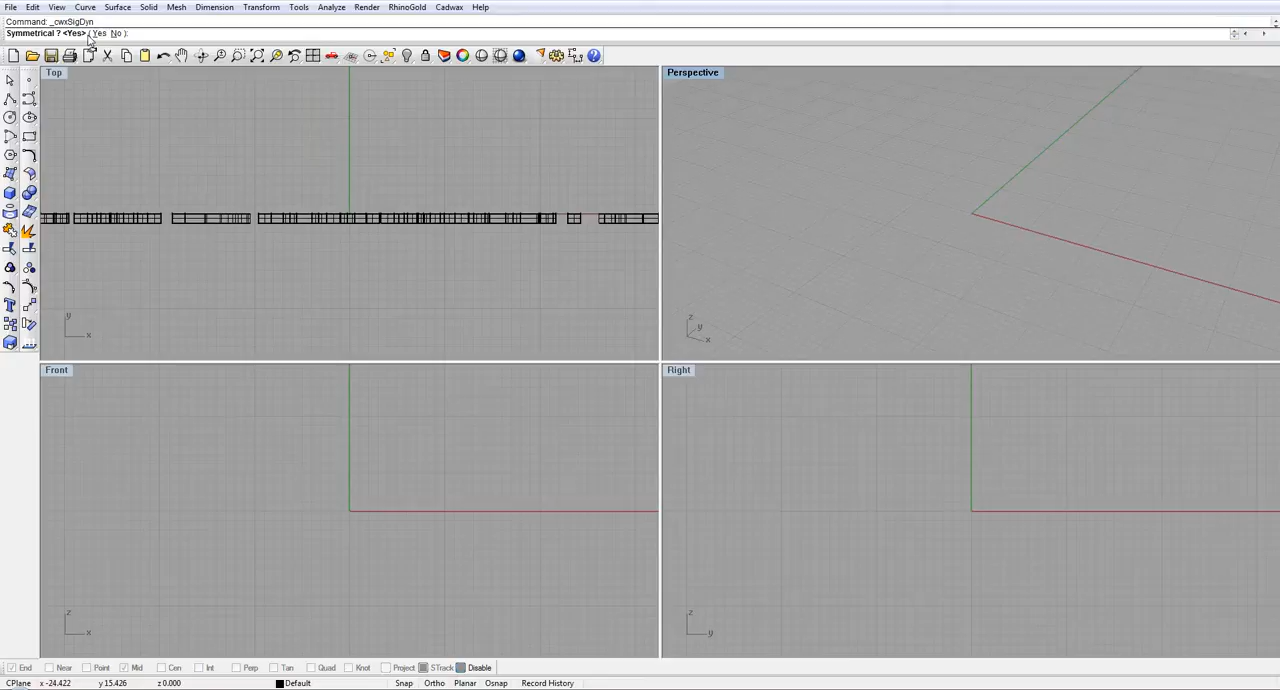 File Edit View Curve Surface Solid Mesh Dimension Transform Tools Analyze Render RhinoGold Cadwax Help
Command: _cwxSigDyn
Symmetrical ? <Yes> ( Yes No ):
Top
Perspective
y
x
z
y
x
Front
Right
z
x
z
y
End Near Point Mid Cen Int Perp Tan Quad Knot Project STrack Disable
CPlane x -24.422 y 15.426 z 0.000 Default Snap Ortho Planar Osnap Record History